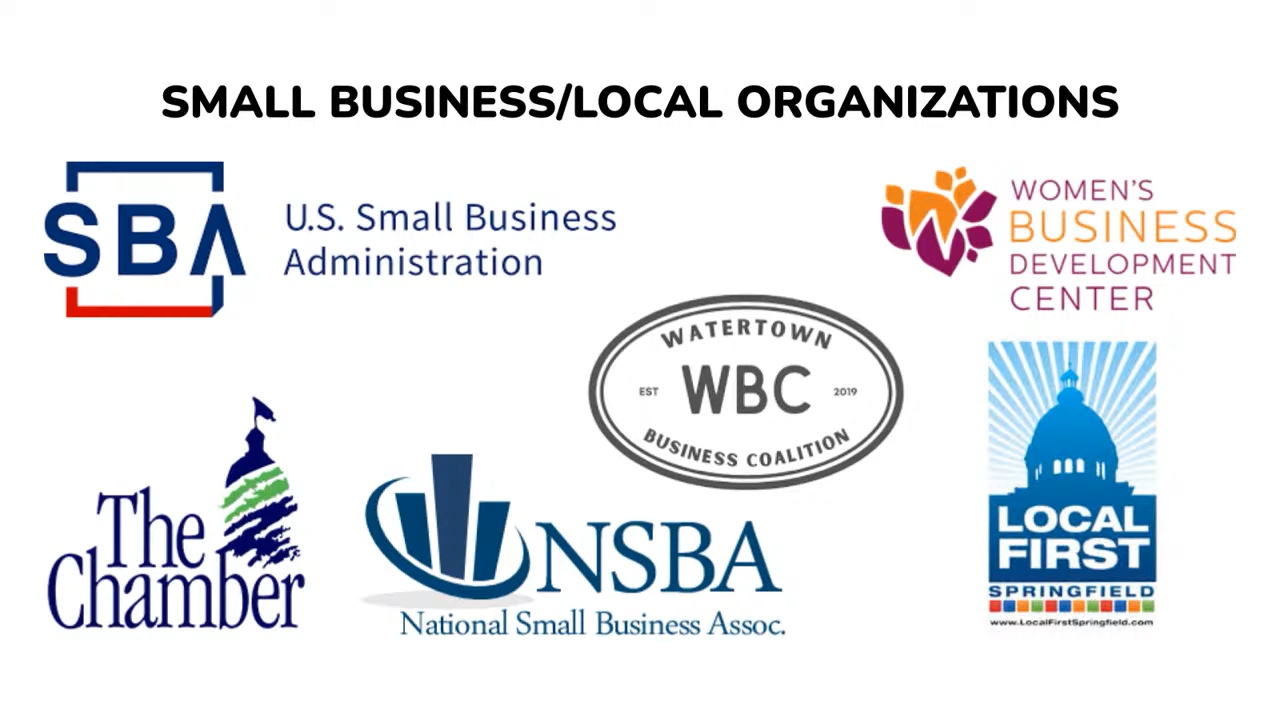 SMALL BUSINESS/LOCAL ORGANIZATIONS
SBA
U.S. Small Business
Administration
WOMEN'S
BUSINESS
DEVELOPMENT
CENTER
WATERTOWN
EST WBC 2019
BUSINESS COALITION
The
Chamber
NSBA
National Small Business Assoc.
LOCAL
FIRST
SPRINGFIELD
www.LocalFirstSpringfield.com